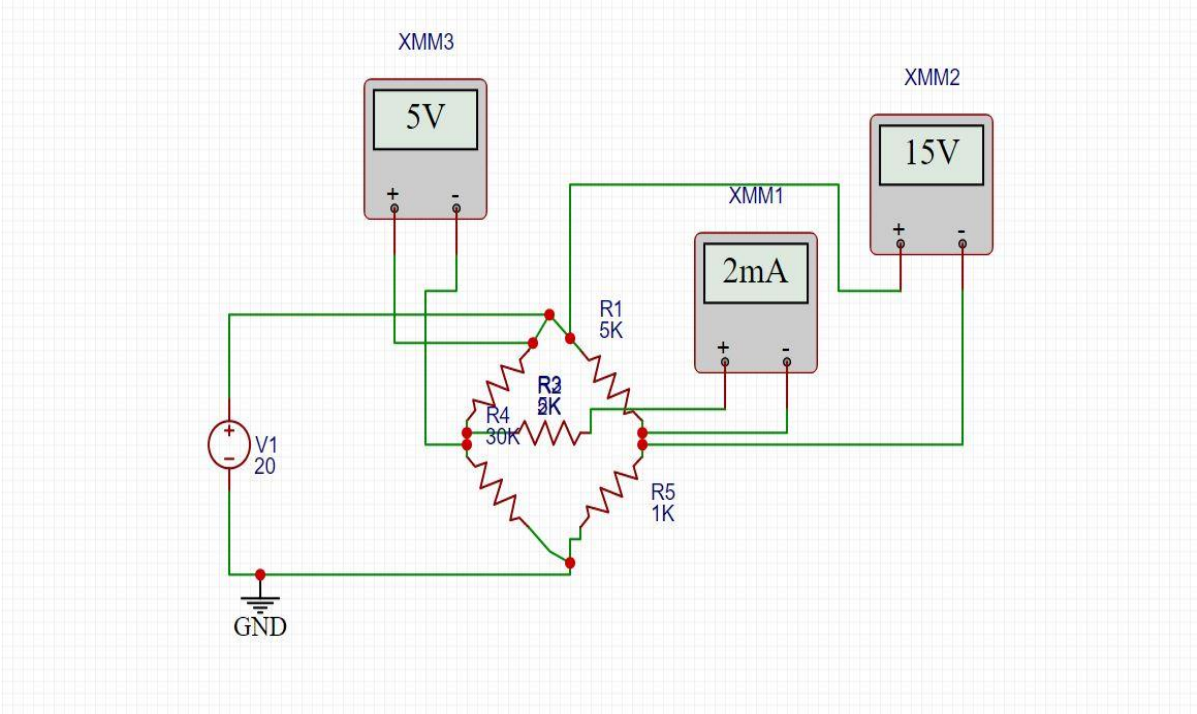 XMM3
5V
+ -
XMM2
15V
+ -
XMM1
2mA
+ -
R1
5K
R4
30K
V1
20
+
-
R5
1K
GND